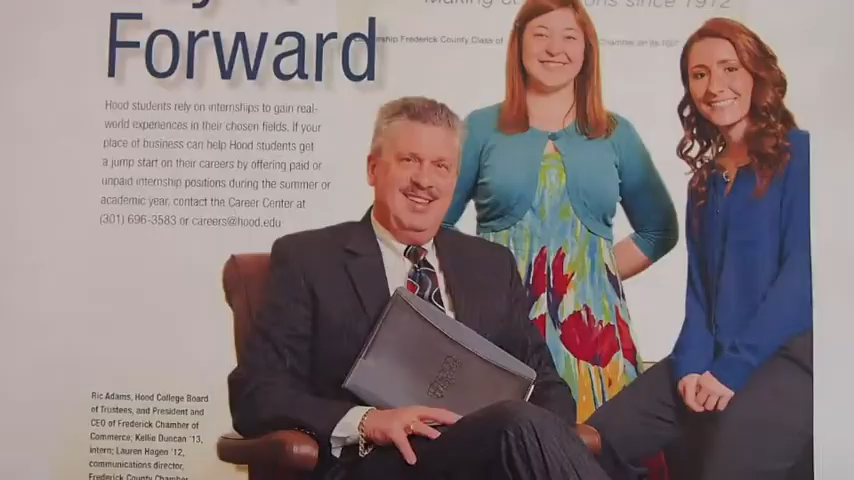 Making c ons since 1912
ership Frederick County Class of Chamber on its 100
Forward
Hood students rely on internships to gain real-
world experiences in their chosen fields. If your
place of business can help Hood students get
a jump start on their careers by offering paid or
unpaid internship positions during the summer or
academic year, contact the Career Center at
(301) 696-3583 or careers@hood.edu
Ric Adams, Hood College Board
of Trustees, and President and
CEO of Frederick Chamber of
Commerce; Kellie Duncan '13,
intern; Lauren Hagen '12,
communications director,
Frederick County Chamber